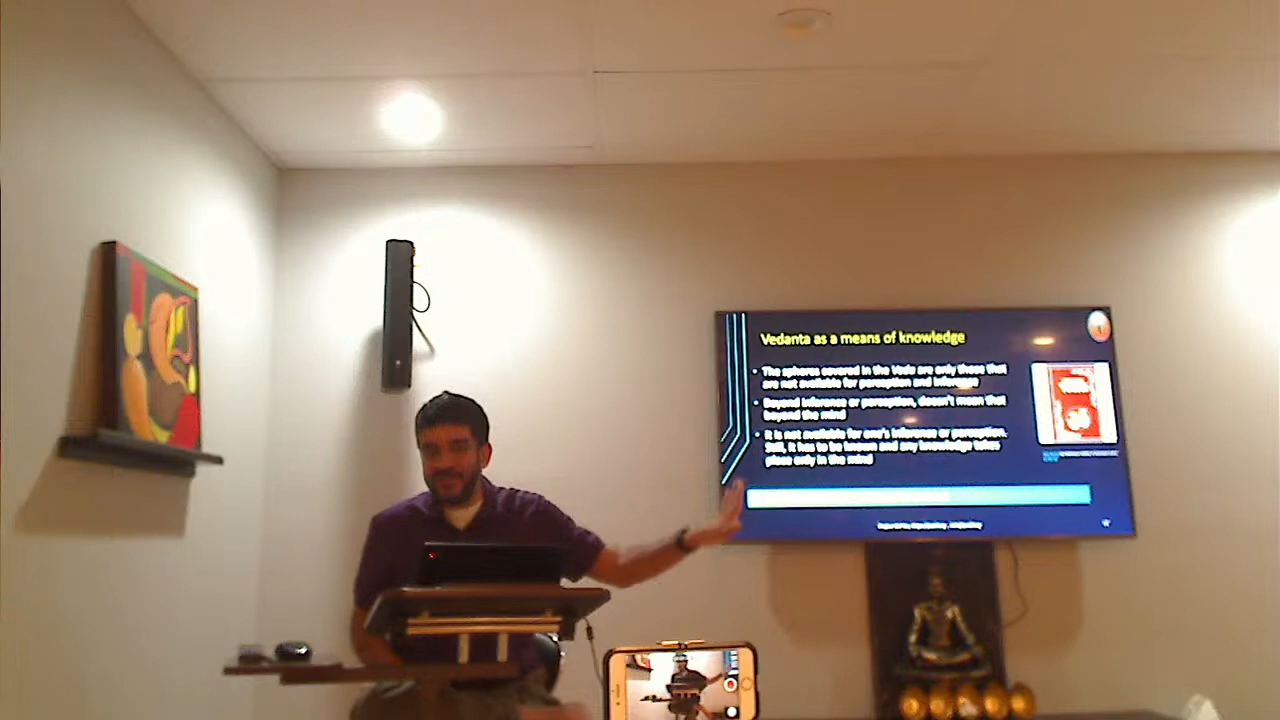 Vedanta as a means of knowledge
• The spheres covered in the Veda are only those that
are not available for perception and inference
• Beyond inference or perception, doesn't mean that
beyond the mind
• It is not available for one's inference or perception.
Still, it has to be known and any knowledge takes
place only in the mind